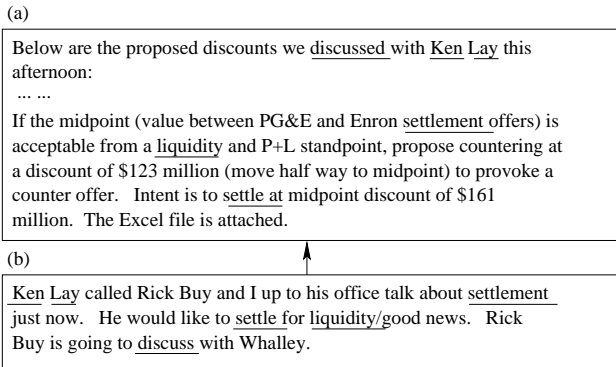 (a)
Below are the proposed discounts we discussed with Ken Lay this
afternoon:
... ...
If the midpoint (value between PG&E and Enron settlement offers) is
acceptable from a liquidity and P+L standpoint, propose countering at
a discount of $123 million (move half way to midpoint) to provoke a
counter offer. Intent is to settle at midpoint discount of $161
million. The Excel file is attached.
(b)
Ken Lay called Rick Buy and I up to his office talk about settlement
just now. He would like to settle for liquidity/good news. Rick
Buy is going to discuss with Whalley.